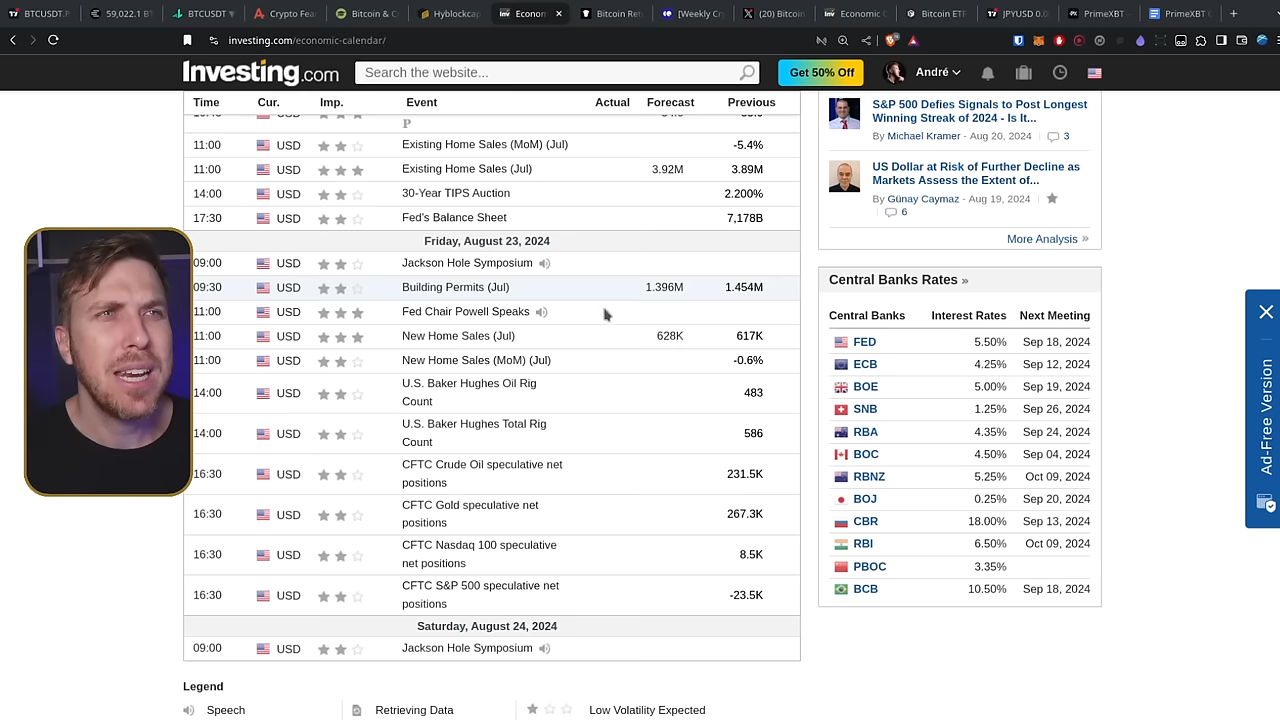 BTCUSDT.P
59,022.1 BT
BTCUSDT
Crypto Fear
Bitcoin & C
Hyblockcap
Econom
Bitcoin Ret
[Weekly Cr
(20) Bitcoin
Economic C
Bitcoin ETF
JPYUSD 0.0
PrimeXBT -
PrimeXBT C
investing.com/economic-calendar/
Investing.com
Search the website...
Get 50% Off
André
Time Cur. Imp. Event Actual Forecast Previous
P
11:00 USD Existing Home Sales (MoM) (Jul) -5.4%
11:00 USD Existing Home Sales (Jul) 3.92M 3.89M
14:00 USD 30-Year TIPS Auction 2.200%
17:30 USD Fed's Balance Sheet 7,178B
Friday, August 23, 2024
09:00 USD Jackson Hole Symposium
09:30 USD Building Permits (Jul) 1.396M 1.454M
11:00 USD Fed Chair Powell Speaks
11:00 USD New Home Sales (Jul) 628K 617K
11:00 USD New Home Sales (MoM) (Jul) -0.6%
14:00 USD U.S. Baker Hughes Oil Rig
Count 483
14:00 USD U.S. Baker Hughes Total Rig
Count 586
16:30 USD CFTC Crude Oil speculative net
positions 231.5K
16:30 USD CFTC Gold speculative net
positions 267.3K
16:30 USD CFTC Nasdaq 100 speculative
net positions 8.5K
16:30 USD CFTC S&P 500 speculative net
positions -23.5K
Saturday, August 24, 2024
09:00 USD Jackson Hole Symposium
Legend
Speech
Retrieving Data
Low Volatility Expected
S&P 500 Defies Signals to Post Longest
Winning Streak of 2024 - Is It...
By Michael Kramer - Aug 20, 2024 3
US Dollar at Risk of Further Decline as
Markets Assess the Extent of...
By Günay Caymaz - Aug 19, 2024
6
More Analysis »
Central Banks Rates »
Central Banks Interest Rates Next Meeting
FED 5.50% Sep 18, 2024
ECB 4.25% Sep 12, 2024
BOE 5.00% Sep 19, 2024
SNB 1.25% Sep 26, 2024
RBA 4.35% Sep 24, 2024
BOC 4.50% Sep 04, 2024
RBNZ 5.25% Oct 09, 2024
BOJ 0.25% Sep 20, 2024
CBR 18.00% Sep 13, 2024
RBI 6.50% Oct 09, 2024
PBOC 3.35%
BCB 10.50% Sep 18, 2024
Ad-Free Version